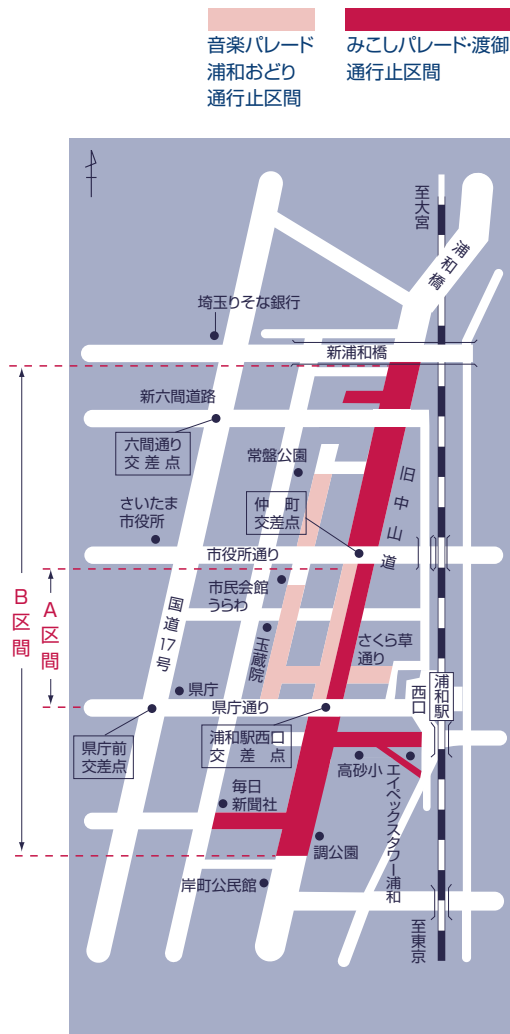 音楽パレード
浦和おどり
通行止区間
みこしパレード・渡御
通行止区間
至大宮
浦和橋
埼玉りそな銀行
新浦和橋
新六間道路
六間通り
交差点
常盤公園
旧中山道
さいたま
市役所
仲町
交差点
市役所通り
B区間
A区間
市民会館
うらわ
国道17号
玉蔵院
さくら草
通り
県庁
県庁通り
西口
浦和駅
県庁前
交差点
浦和駅西口
交差点
高砂小
エイペックスタワー浦和
毎日
新聞社
調公園
岸町公民館
至東京